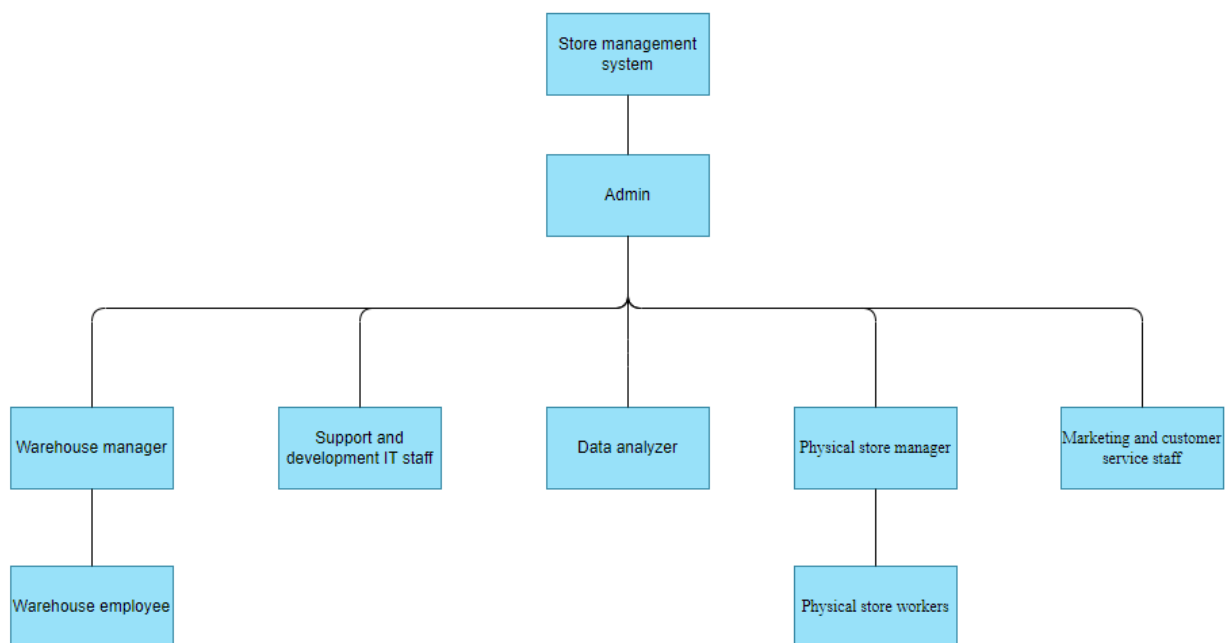 Store management
system
Admin
Warehouse manager
Support and
development IT staff
Data analyzer
Physical store manager
Marketing and customer
service staff
Warehouse employee
Physical store workers